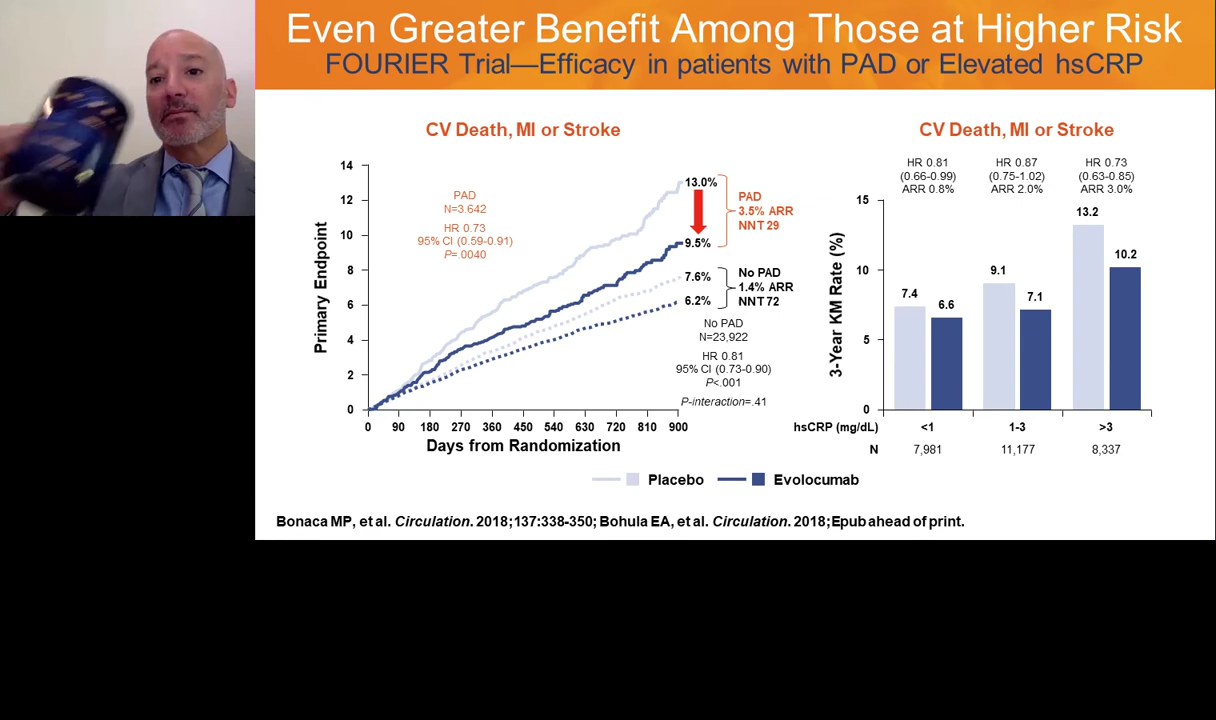 Even Greater Benefit Among Those at Higher Risk
FOURIER Trial—Efficacy in patients with PAD or Elevated hsCRP
CV Death, MI or Stroke
Primary Endpoint
14
12
10
8
6
4
2
0
0 90 180 270 360 450 540 630 720 810 900
Days from Randomization
PAD
N=3.642
HR 0.73
95% CI (0.59-0.91)
P=.0040
13.0%
9.5%
7.6%
6.2%
PAD
3.5% ARR
NNT 29
No PAD
1.4% ARR
NNT 72
No PAD
N=23,922
HR 0.81
95% CI (0.73-0.90)
P<.001
P-interaction=.41
CV Death, MI or Stroke
HR 0.81
(0.66-0.99)
ARR 0.8%
HR 0.87
(0.75-1.02)
ARR 2.0%
HR 0.73
(0.63-0.85)
ARR 3.0%
3-Year KM Rate (%)
15
10
5
0
7.4
6.6
9.1
7.1
13.2
10.2
hsCRP (mg/dL) <1 1-3 >3
N 7,981 11,177 8,337
Placebo Evolocumab
Bonaca MP, et al. Circulation. 2018;137:338-350; Bohula EA, et al. Circulation. 2018;Epub ahead of print.